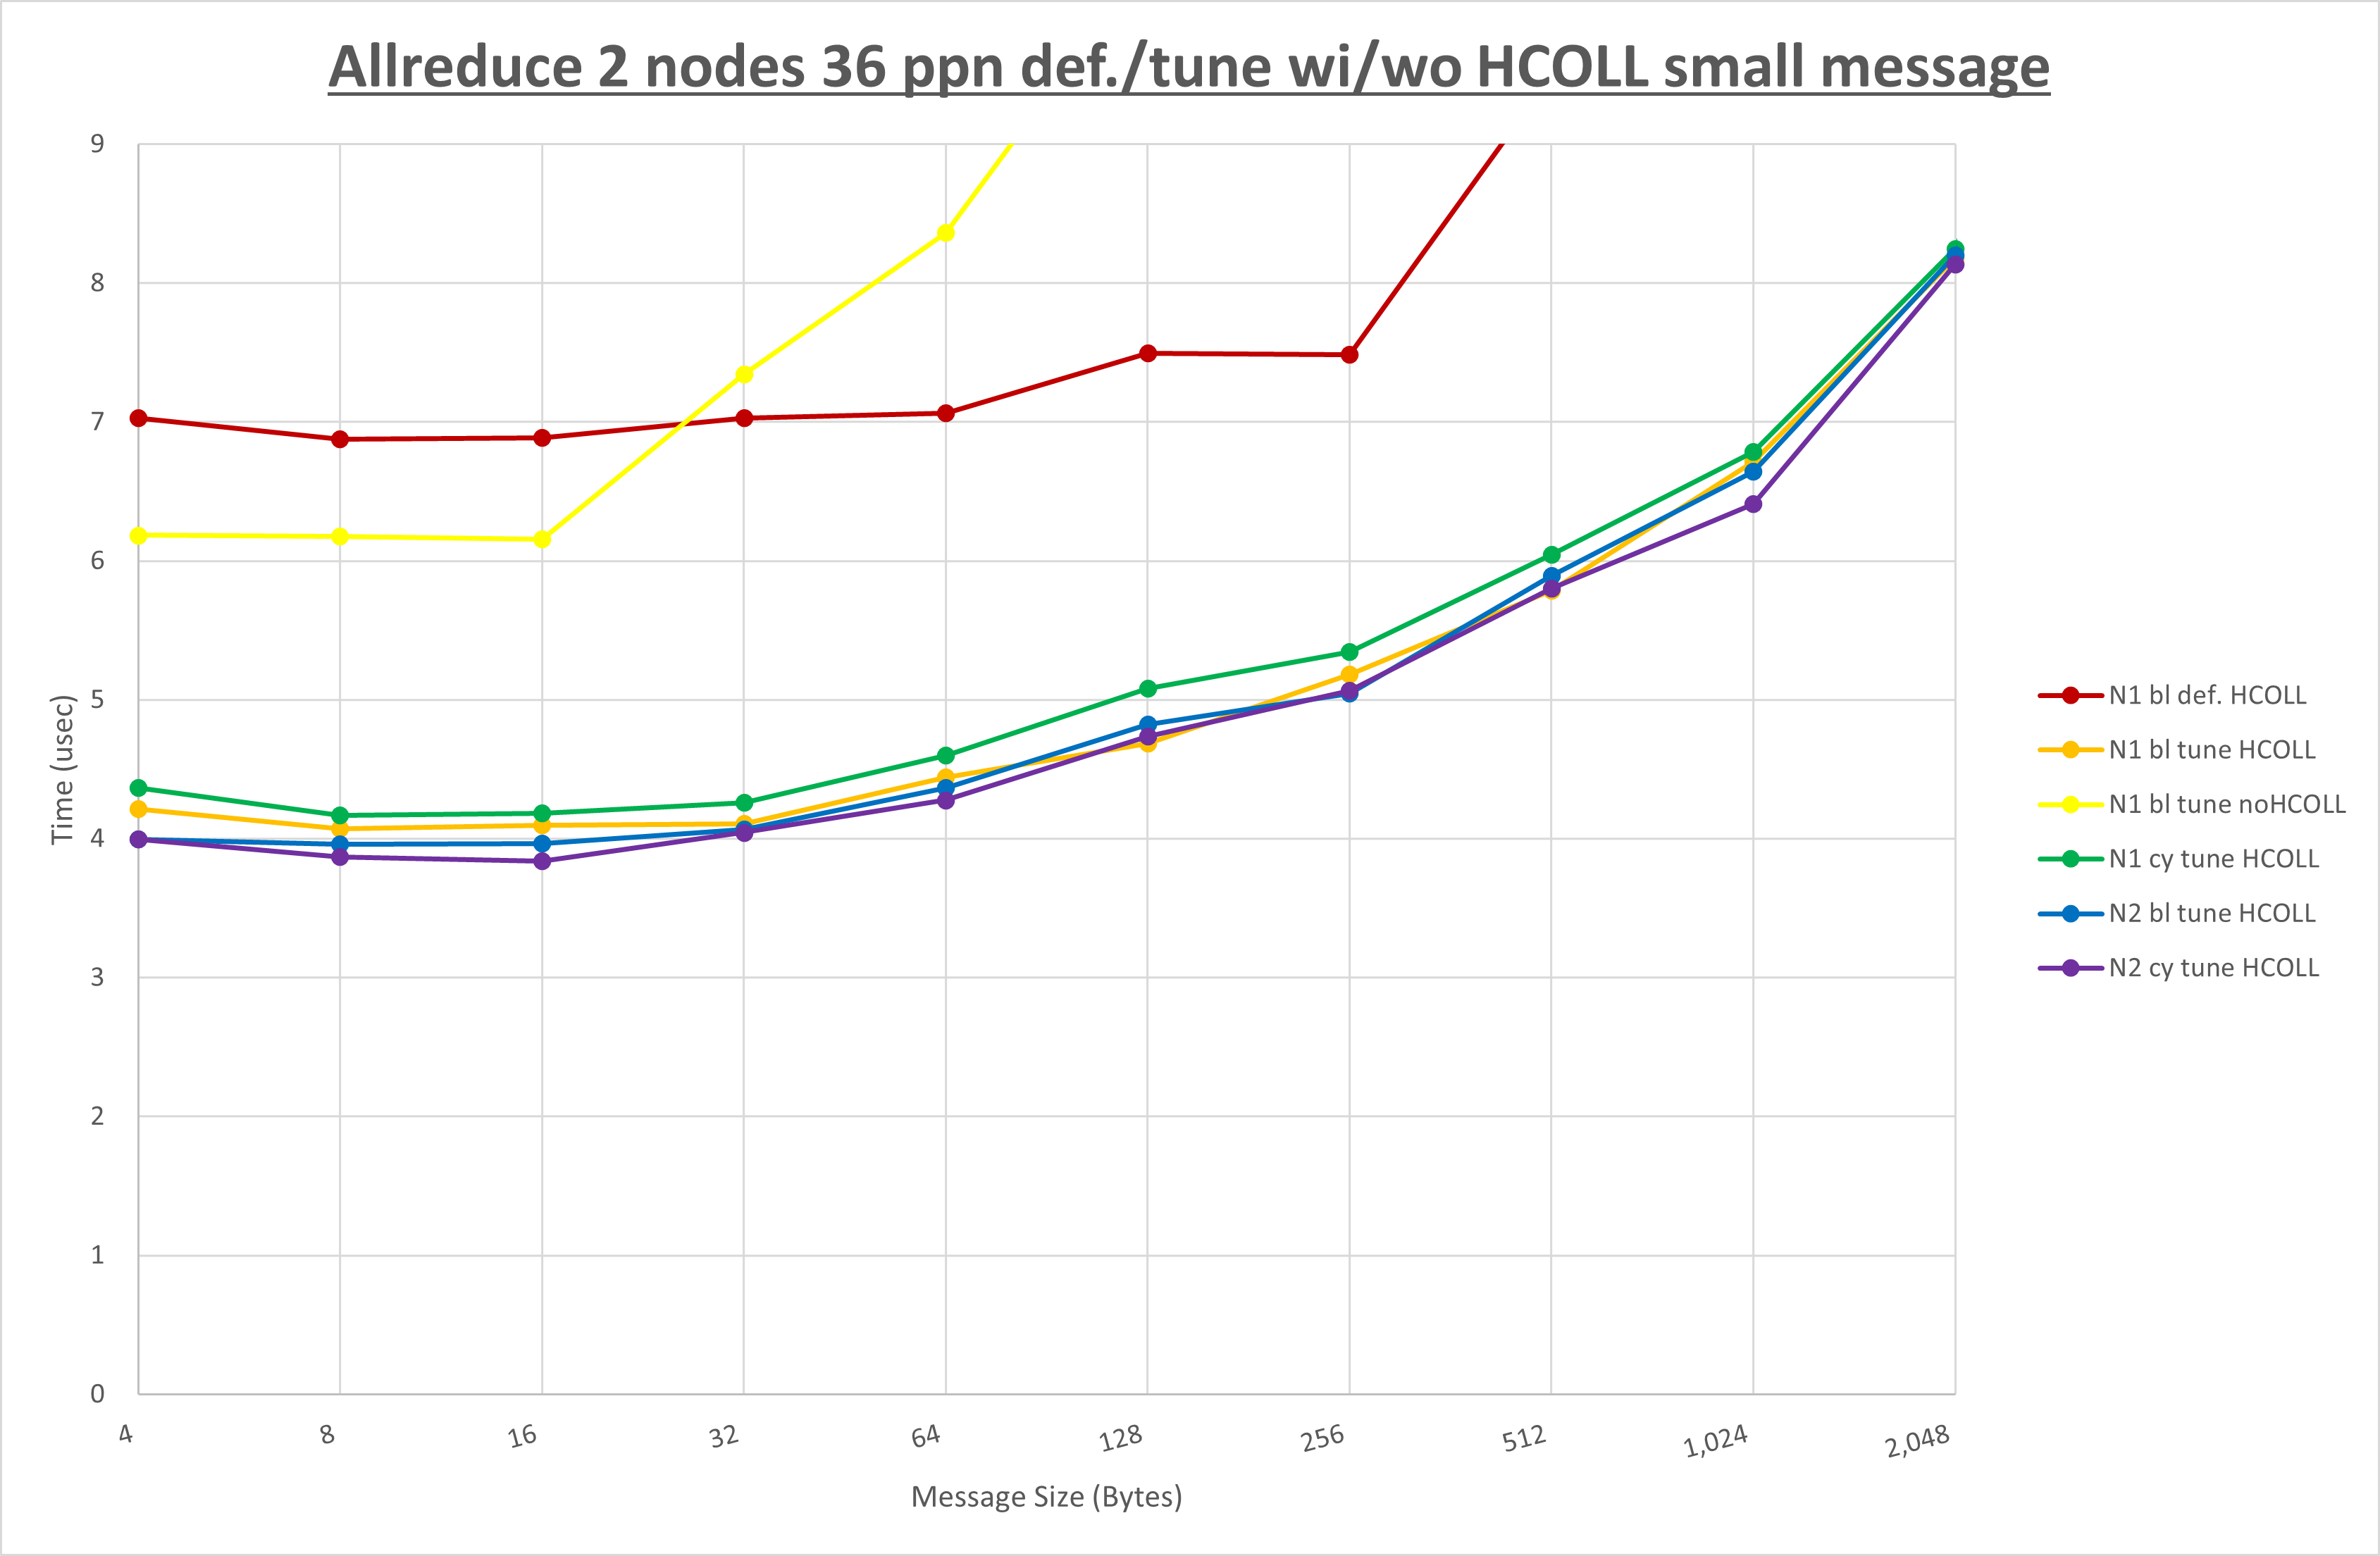 Allreduce 2 nodes 36 ppn def./tune wi/wo HCOLL small message
9
8
7
6
5
4
3
2
1
0
Time (usec)
4
8
16
32
64
128
256
512
1,024
2,048
Message Size (Bytes)
N1 bl def. HCOLL
N1 bl tune HCOLL
N1 bl tune noHCOLL
N1 cy tune HCOLL
N2 bl tune HCOLL
N2 cy tune HCOLL